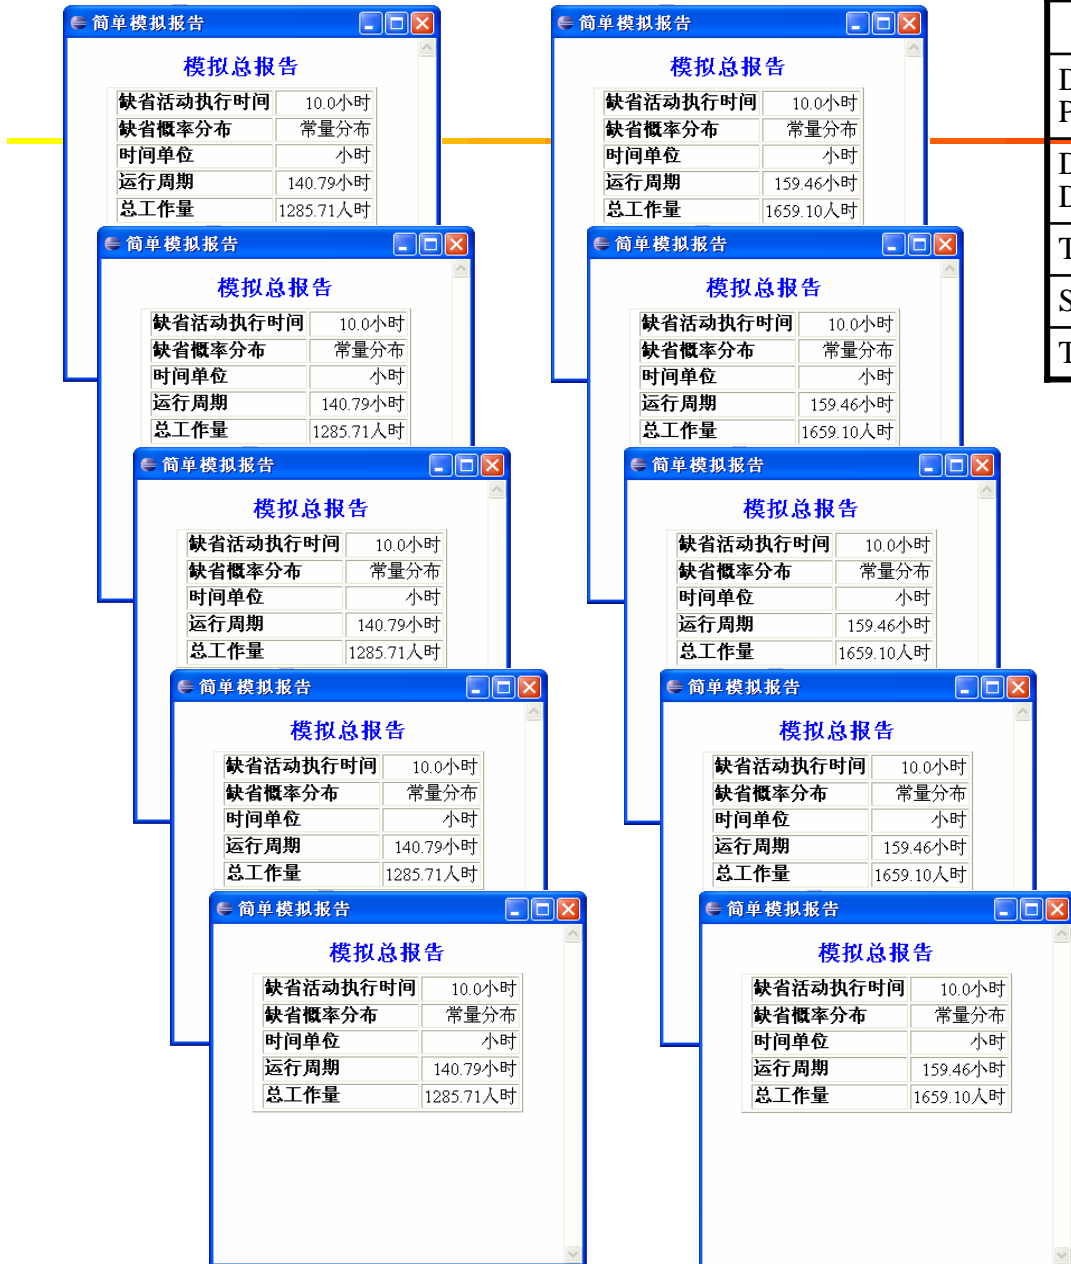 简单模拟报告
模拟总报告
缺省活动执行时间 10.0小时
缺省概率分布 常量分布
时间单位 小时
运行周期 140.79小时
总工作量 1285.71人时
简单模拟报告
模拟总报告
缺省活动执行时间 10.0小时
缺省概率分布 常量分布
时间单位 小时
运行周期 140.79小时
总工作量 1285.71人时
简单模拟报告
模拟总报告
缺省活动执行时间 10.0小时
缺省概率分布 常量分布
时间单位 小时
运行周期 140.79小时
总工作量 1285.71人时
简单模拟报告
模拟总报告
缺省活动执行时间 10.0小时
缺省概率分布 常量分布
时间单位 小时
运行周期 140.79小时
总工作量 1285.71人时
简单模拟报告
模拟总报告
缺省活动执行时间 10.0小时
缺省概率分布 常量分布
时间单位 小时
运行周期 140.79小时
总工作量 1285.71人时
简单模拟报告
模拟总报告
缺省活动执行时间 10.0小时
缺省概率分布 常量分布
时间单位 小时
运行周期 159.46小时
总工作量 1659.10人时
简单模拟报告
模拟总报告
缺省活动执行时间 10.0小时
缺省概率分布 常量分布
时间单位 小时
运行周期 159.46小时
总工作量 1659.10人时
简单模拟报告
模拟总报告
缺省活动执行时间 10.0小时
缺省概率分布 常量分布
时间单位 小时
运行周期 159.46小时
总工作量 1659.10人时
简单模拟报告
模拟总报告
缺省活动执行时间 10.0小时
缺省概率分布 常量分布
时间单位 小时
运行周期 159.46小时
总工作量 1659.10人时
简单模拟报告
模拟总报告
缺省活动执行时间 10.0小时
缺省概率分布 常量分布
时间单位 小时
运行周期 159.46小时
总工作量 1659.10人时